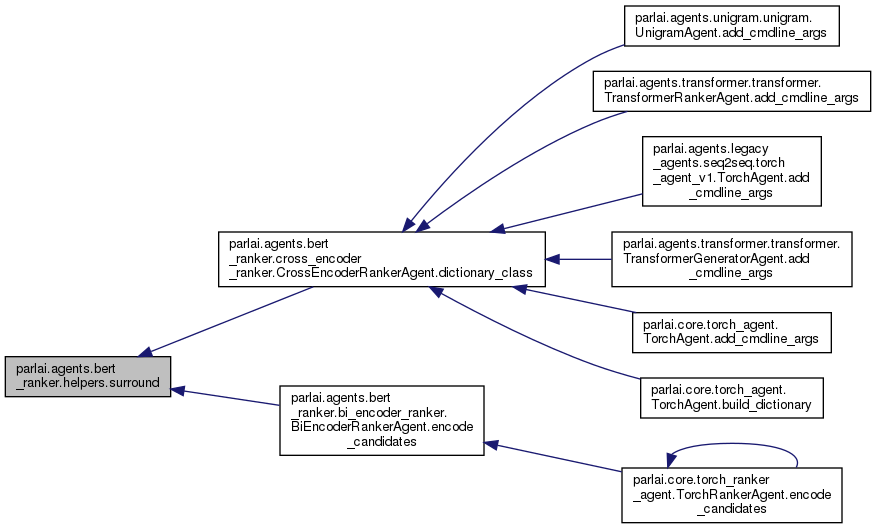 parlai.agents.unigram.unigram.
UnigramAgent.add_cmdline_args
parlai.agents.transformer.transformer.
TransformerRankerAgent.add_cmdline_args
parlai.agents.legacy
_agents.seq2seq.torch
_agent_v1.TorchAgent.add
_cmdline_args
parlai.agents.bert
_ranker.cross_encoder
_ranker.CrossEncoderRankerAgent.dictionary_class
parlai.agents.transformer.transformer.
TransformerGeneratorAgent.add
_cmdline_args
parlai.core.torch_agent.
TorchAgent.add_cmdline_args
parlai.agents.bert
_ranker.helpers.surround
parlai.core.torch_agent.
TorchAgent.build_dictionary
parlai.agents.bert
_ranker.bi_encoder_ranker.
BiEncoderRankerAgent.encode
_candidates
parlai.core.torch_ranker
_agent.TorchRankerAgent.encode
_candidates